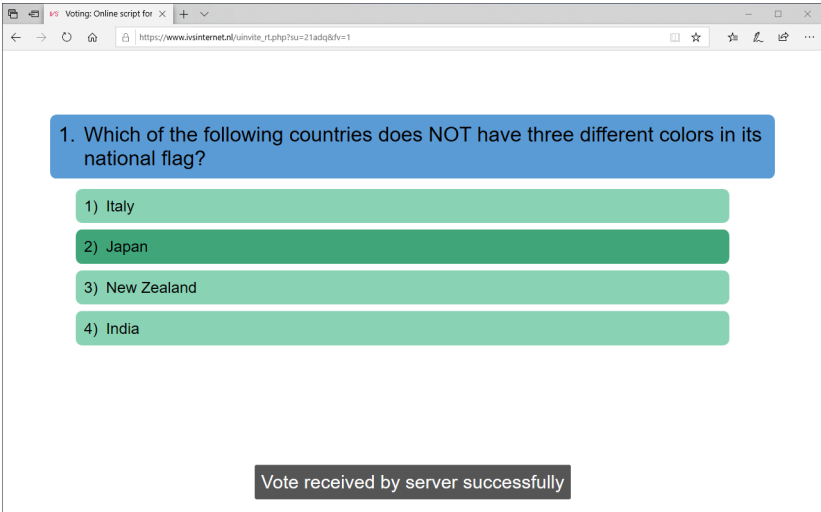 VS Voting: Online script for
https://www.ivsinternet.nl/uinvite_rt.php?su=21adq&fv=1
1. Which of the following countries does NOT have three different colors in its
national flag?
1) Italy
2) Japan
3) New Zealand
4) India
Vote received by server successfully